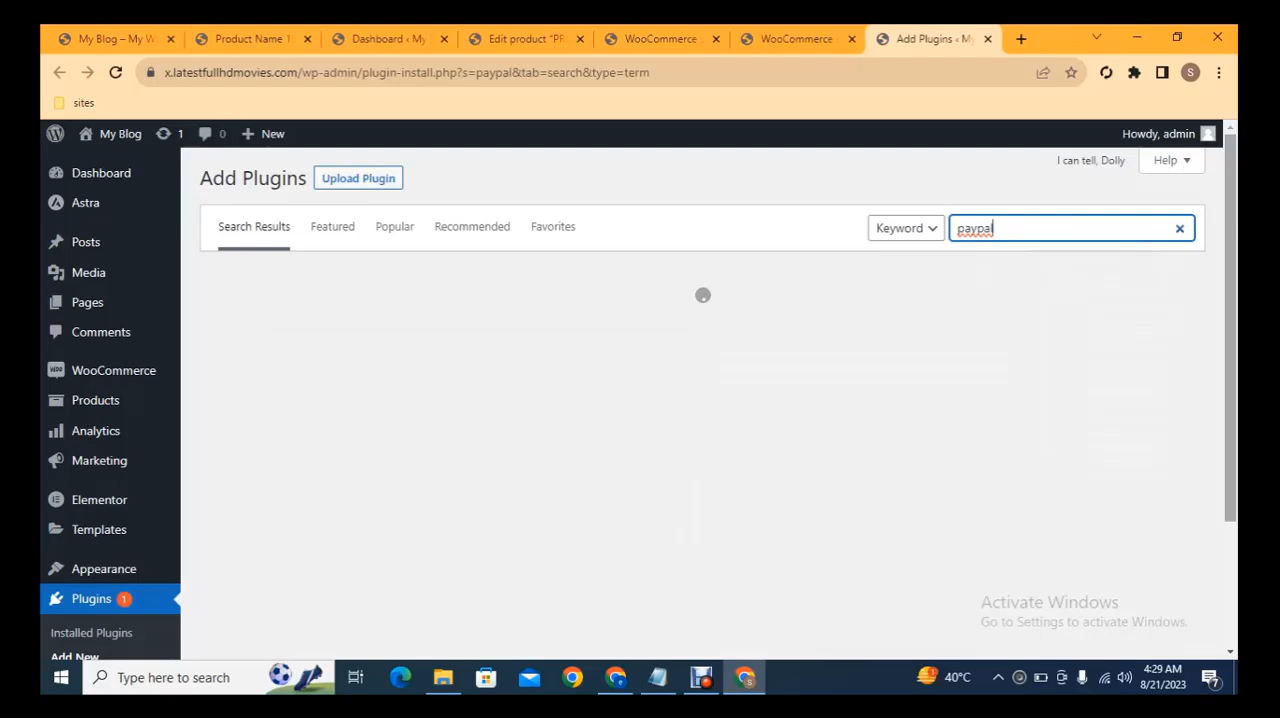 My Blog – My W
Product Name 1
Dashboard ‹ My
Edit product "PR
WooCommerce
WooCommerce
Add Plugins ‹ My
x.latestfullhdmovies.com/wp-admin/plugin-install.php?s=paypal&tab=search&type=term
S
sites
My Blog
1
0
New
Howdy, admin
I can tell, Dolly
Help
Dashboard
Astra
Posts
Media
Pages
Comments
WooCommerce
Products
Analytics
Marketing
Elementor
Templates
Appearance
Plugins 1
Installed Plugins
Add New
Add Plugins
Upload Plugin
Search Results
Featured
Popular
Recommended
Favorites
Keyword
paypal
Activate Windows
Go to Settings to activate Windows.
Type here to search
40°C
4:29 AM
8/21/2023
7